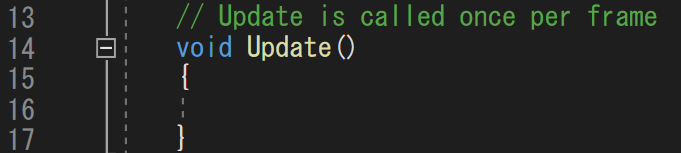 13 // Update is called once per frame
14 void Update()
15 {
16
17 }